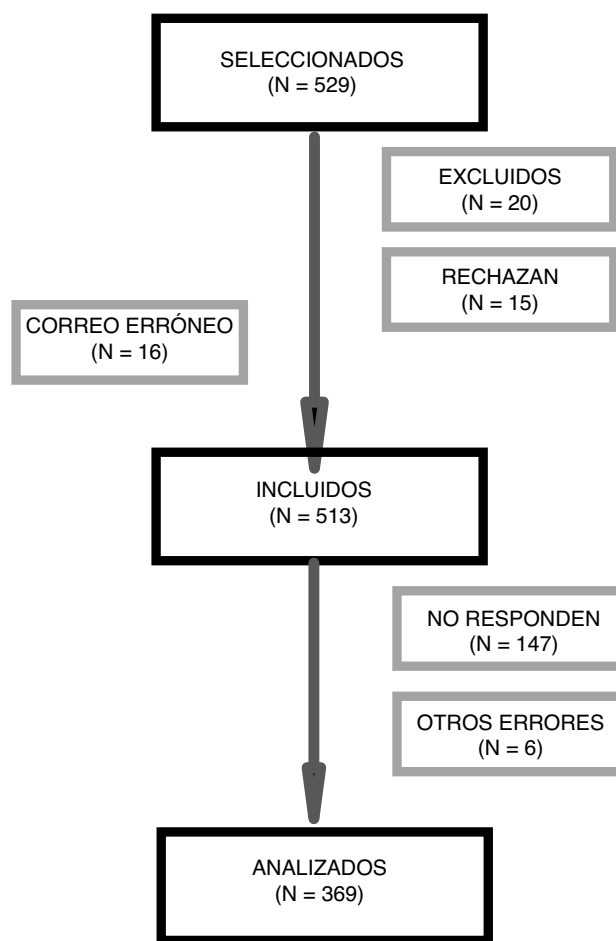 SELECCIONADOS
(N = 529)
EXCLUIDOS
(N = 20)
RECHAZAN
(N = 15)
CORREO ERRÓNEO
(N = 16)
INCLUIDOS
(N = 513)
NO RESPONDEN
(N = 147)
OTROS ERRORES
(N = 6)
ANALIZADOS
(N = 369)